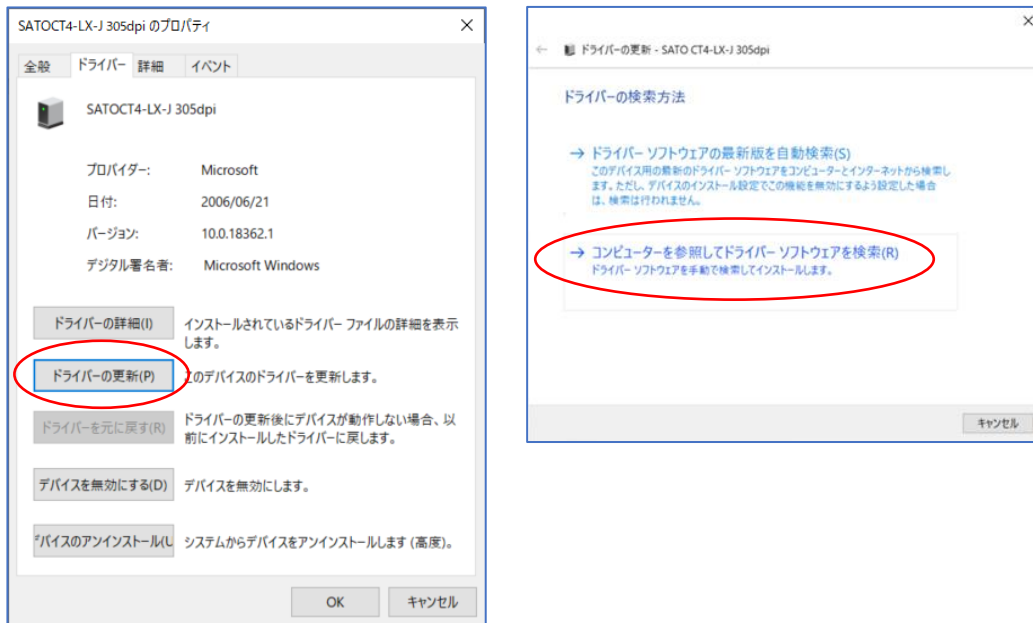 SATOCT4-LX-J 305dpi のプロパティ
全般 ドライバー 詳細 イベント
SATOCT4-LX-J 305dpi
プロバイダー: Microsoft
日付: 2006/06/21
バージョン: 10.0.18362.1
デジタル署名者: Microsoft Windows
ドライバーの詳細(I) インストールされているドライバー ファイルの詳細を表示
します。
ドライバーの更新(P) このデバイスのドライバーを更新します。
ドライバーを元に戻す(R) ドライバーの更新後にデバイスが動作しない場合、以
前にインストールしたドライバーに戻します。
デバイスを無効にする(D) デバイスを無効にします。
デバイスのアンインストール(U システムからデバイスをアンインストールします (高度)。
OK キャンセル
ドライバーの更新 - SATO CT4-LX-J 305dpi
ドライバーの検索方法
→ ドライバー ソフトウェアの最新版を自動検索(S)
このデバイス用の最新のドライバー ソフトウェアをコンピューターとインターネットから検索し
ます。ただし、デバイスのインストール設定でこの機能を無効にするよう設定した場合
は、検索は行われません。
→ コンピューターを参照してドライバー ソフトウェアを検索(R)
ドライバー ソフトウェアを手動で検索してインストールします。
キャンセル